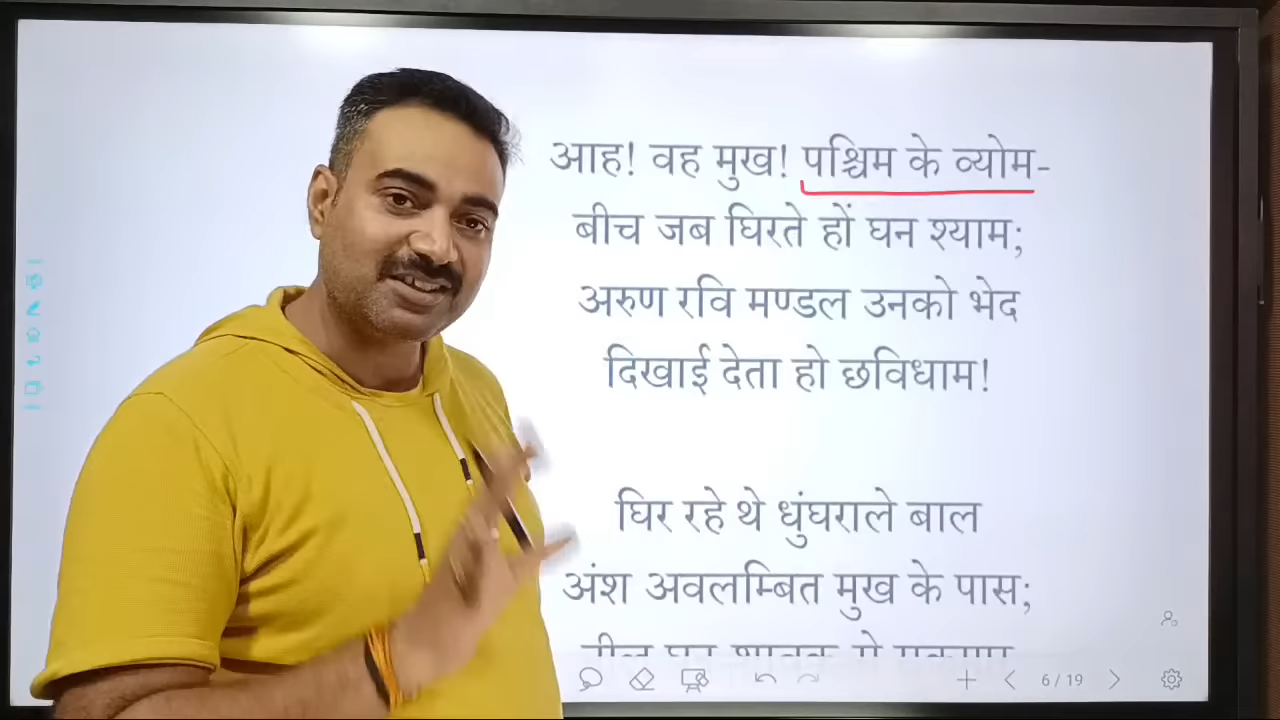 आह! वह मुख! पश्चिम के व्योम-
बीच जब घिरते हों घन श्याम;
अरुण रवि मण्डल उनको भेद
दिखाई देता हो छविधाम!
घिर रहे थे धुंघराले बाल
अंश अवलम्बित मुख के पास;
6 / 19